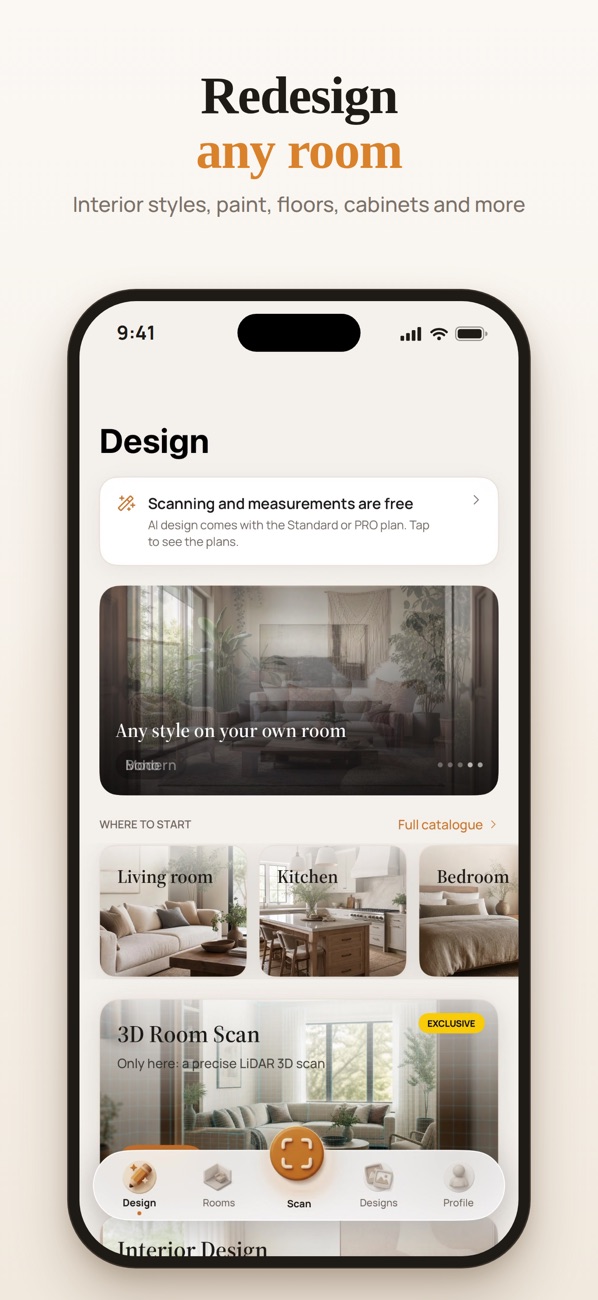 Redesign
any room
Interior styles, paint, floors, cabinets and more
9:41
Design
Scanning and measurements are free
AI design comes with the Standard or PRO plan. Tap
to see the plans.
Any style on your own room
WHERE TO START
Full catalogue
Living room
Kitchen
Bedroom
3D Room Scan
EXCLUSIVE
Only here: a precise LiDAR 3D scan
Design
Rooms
Scan
Designs
Profile
Interior Design